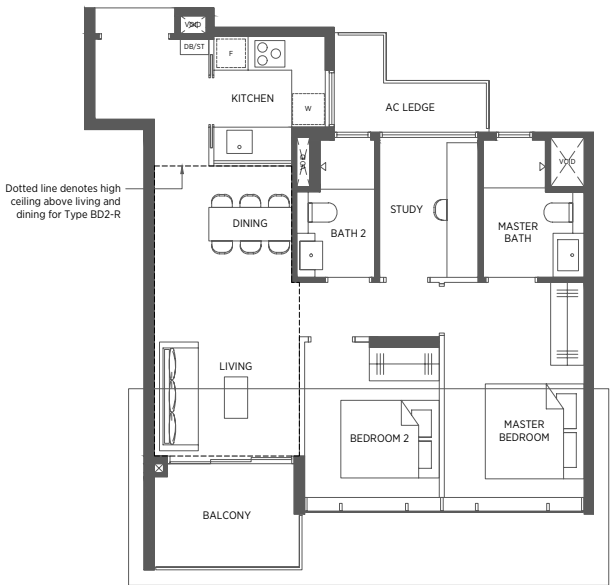 VOID
DB/ST
F
KITCHEN
W
AC LEDGE
VOID
VOID
Dotted line denotes high
ceiling above living and
dining for Type BD2-R
DINING
BATH 2
STUDY
MASTER
BATH
LIVING
BEDROOM 2
MASTER
BEDROOM
BALCONY